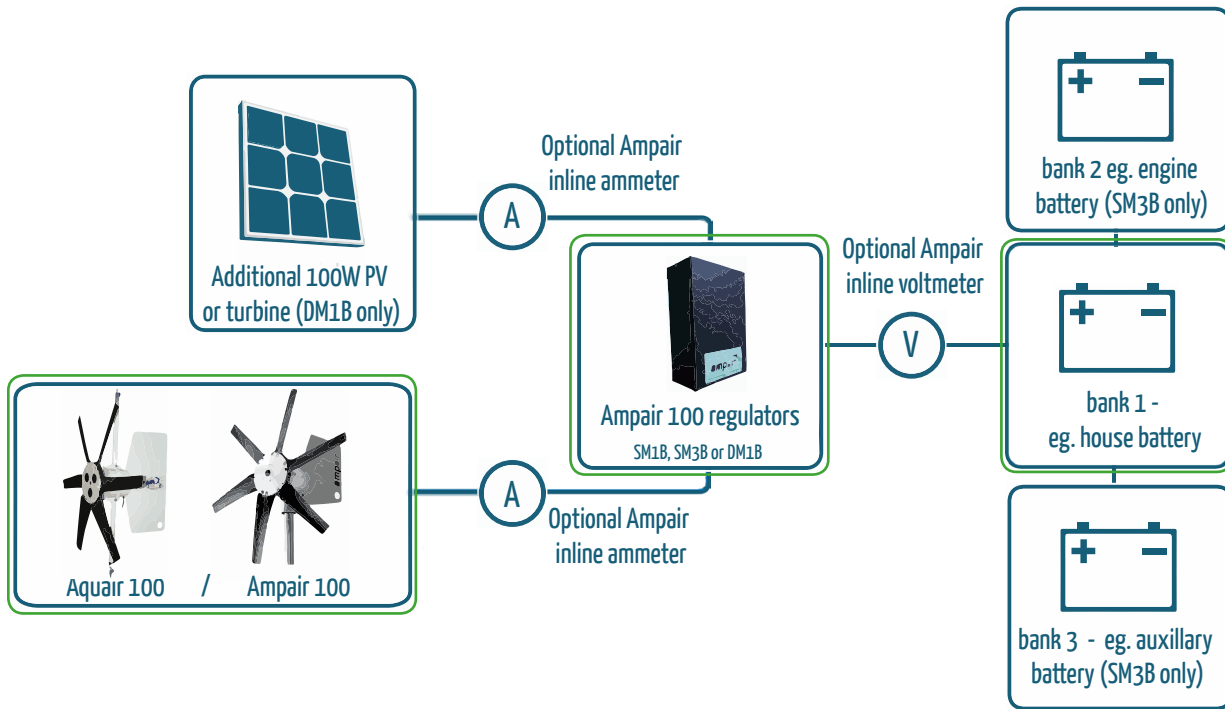 Optional Ampair
inline ammeter
A
Additional 100W PV
or turbine (DM1B only)
bank 2 eg. engine
battery (SM3B only)
Optional Ampair
inline voltmeter
V
ampair
Ampair 100 regulators
SM1B, SM3B or DM1B
bank 1 -
eg. house battery
ampair
Aquair 100 / Ampair 100
A
Optional Ampair
inline ammeter
bank 3 - eg. auxillary
battery (SM3B only)